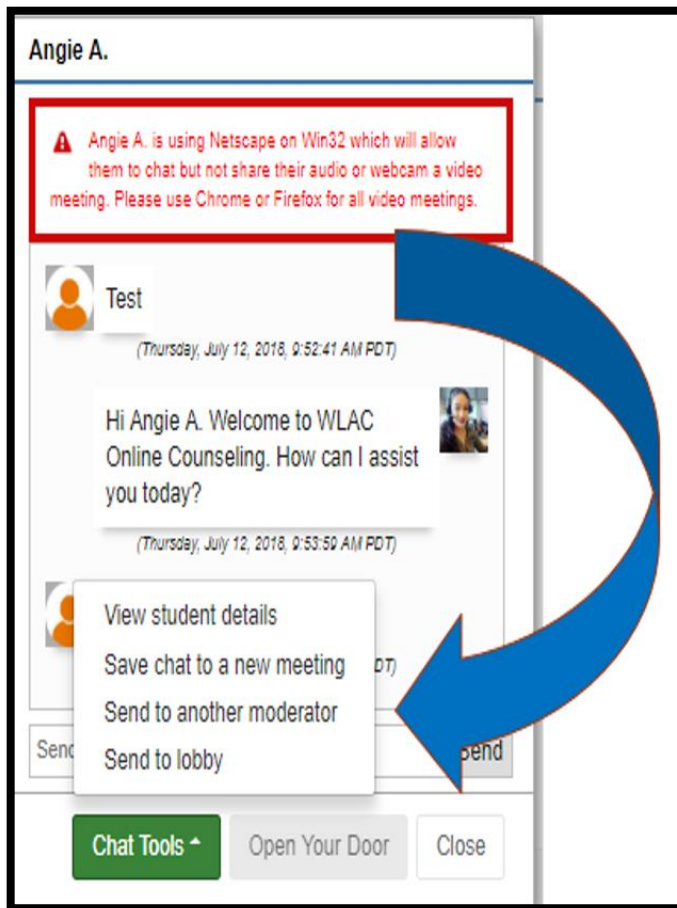 Angie A.
Angie A. is using Netscape on Win32 which will allow
them to chat but not share their audio or webcam a video
meeting. Please use Chrome or Firefox for all video meetings.
Test
(Thursday, July 12, 2018, 9:52:41 AM PDT)
Hi Angie A. Welcome to WLAC
Online Counseling. How can I assist
you today?
(Thursday, July 12, 2018, 9:53:59 AM PDT)
View student details
Save chat to a new meeting
Send to another moderator
Send to lobby
Send
Chat Tools
Open Your Door
Close